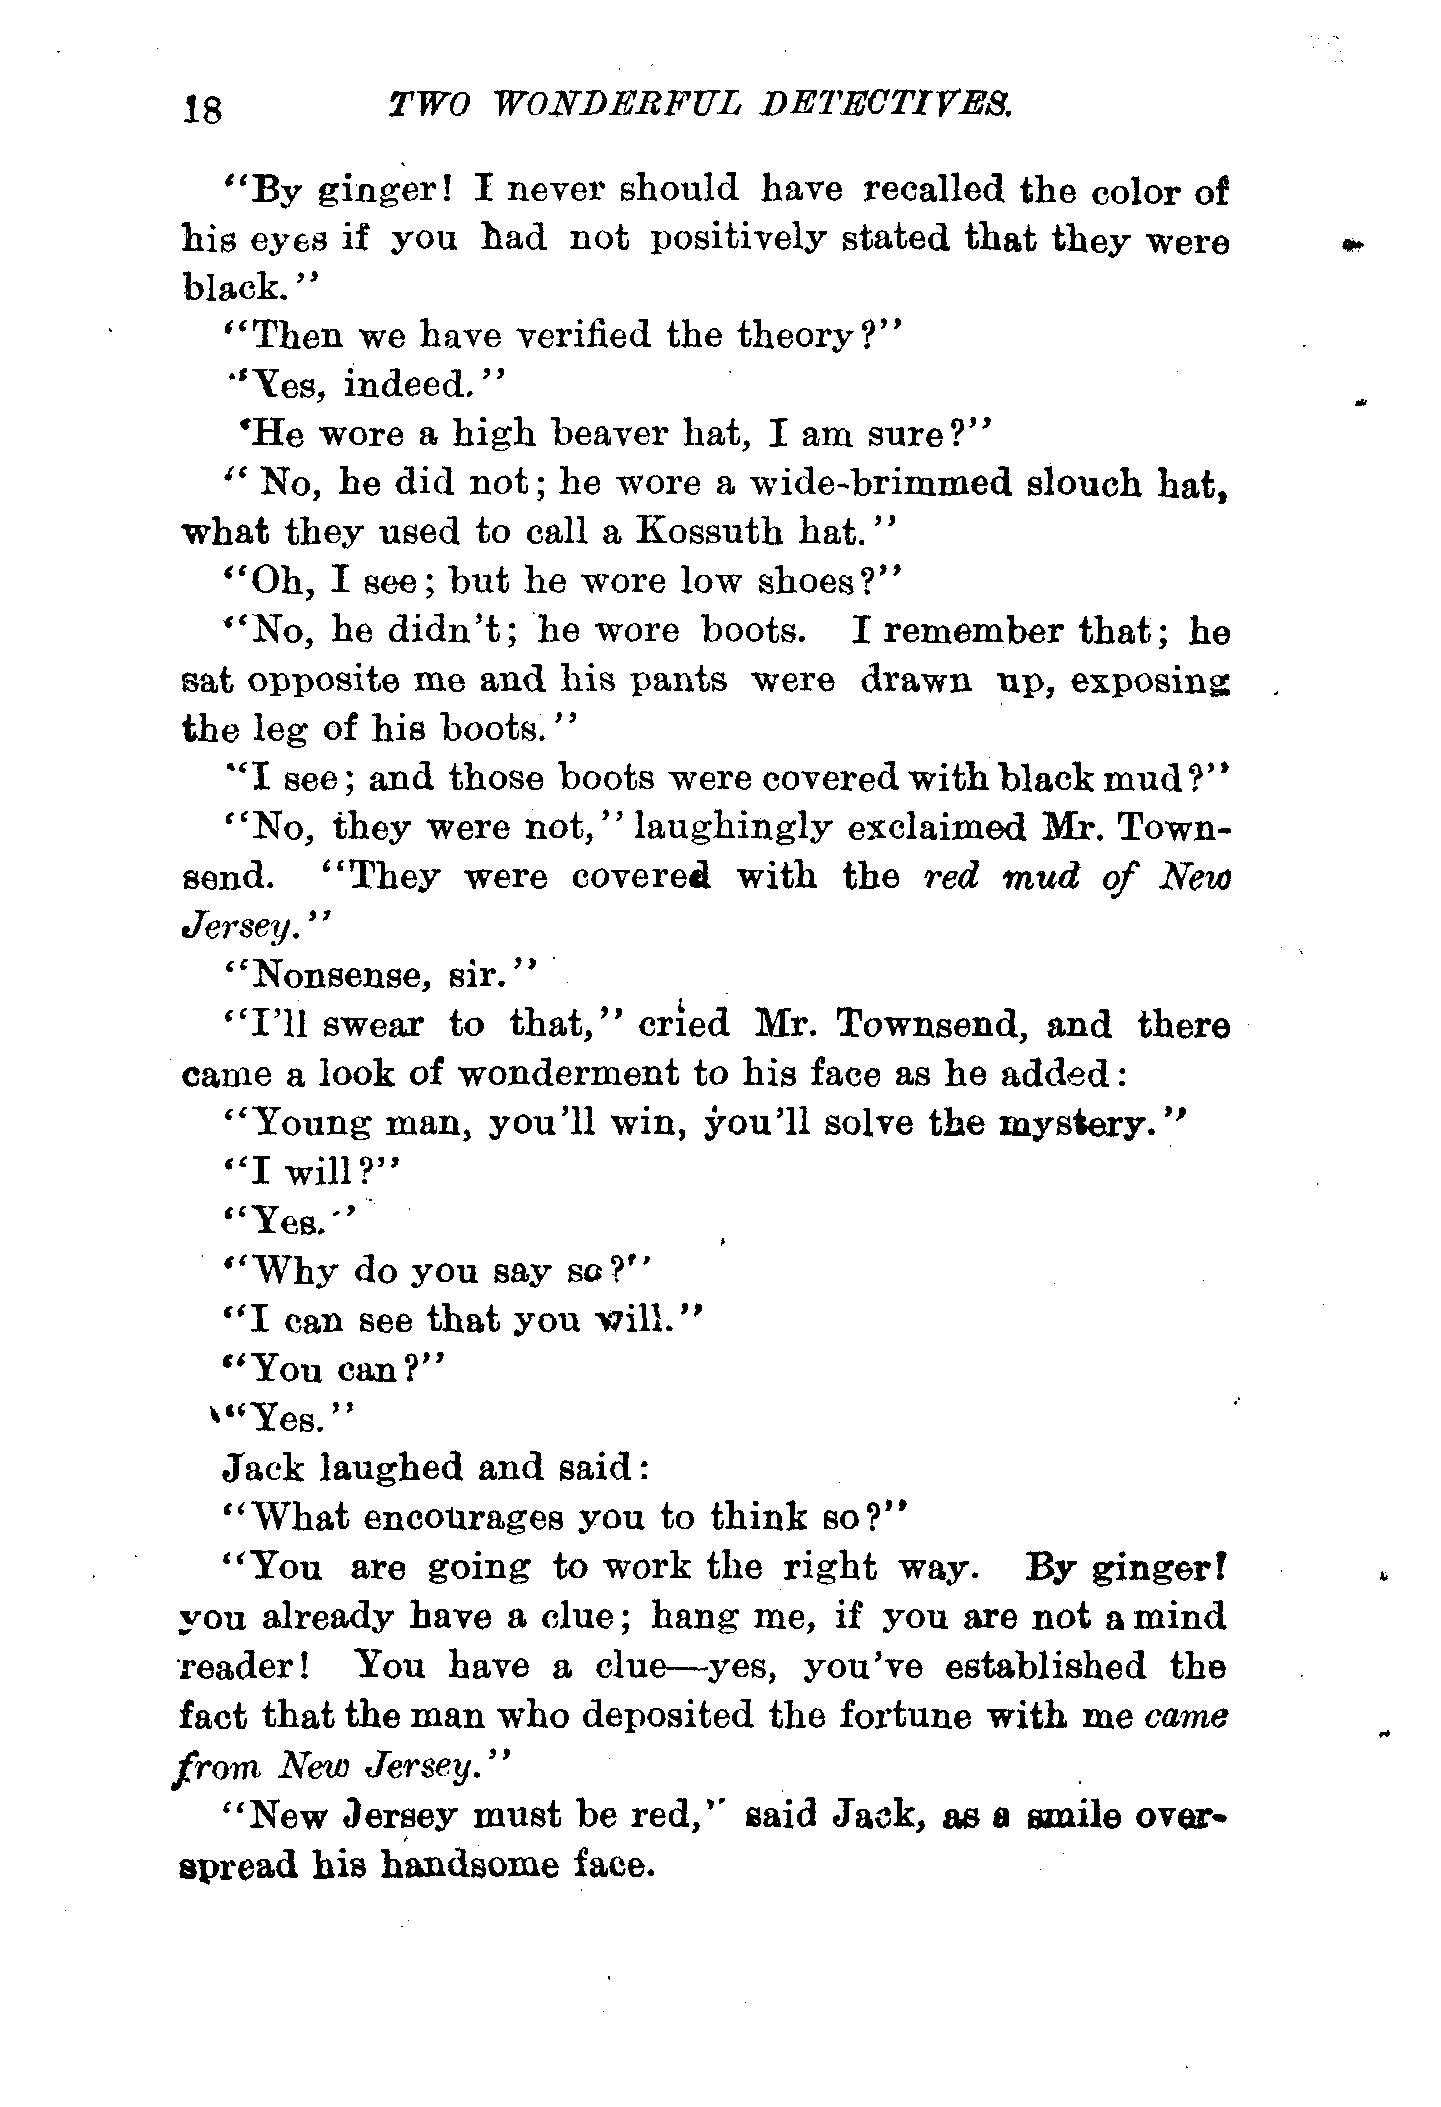 18 TWO WONDERFUL DETECTIVES.
"By ginger! I never should have recalled the color of
his eyes if you had not positively stated that they were
black."
"Then we have verified the theory?"
"Yes, indeed."
'He wore a high beaver hat, I am sure?"
"No, he did not; he wore a wide-brimmed slouch hat,
what they used to call a Kossuth hat."
"Oh, I see; but he wore low shoes?"
"No, he didn't; he wore boots. I remember that; he
sat opposite me and his pants were drawn up, exposing
the leg of his boots."
"I see; and those boots were covered with black mud?"
"No, they were not," laughingly exclaimed Mr. Town-
send. "They were covered with the red mud of New
Jersey."
"Nonsense, sir."
"I'll swear to that," cried Mr. Townsend, and there
came a look of wonderment to his face as he added:
"Young man, you'll win, you'll solve the mystery."
"I will?"
"Yes."
"Why do you say so?"
"I can see that you will."
"You can?"
"Yes."
Jack laughed and said:
"What encourages you to think so?"
"You are going to work the right way. By ginger!
you already have a clue; hang me, if you are not a mind
reader! You have a clue—yes, you've established the
fact that the man who deposited the fortune with me came
from New Jersey."
"New Jersey must be red," said Jack, as a smile over-
spread his handsome face.